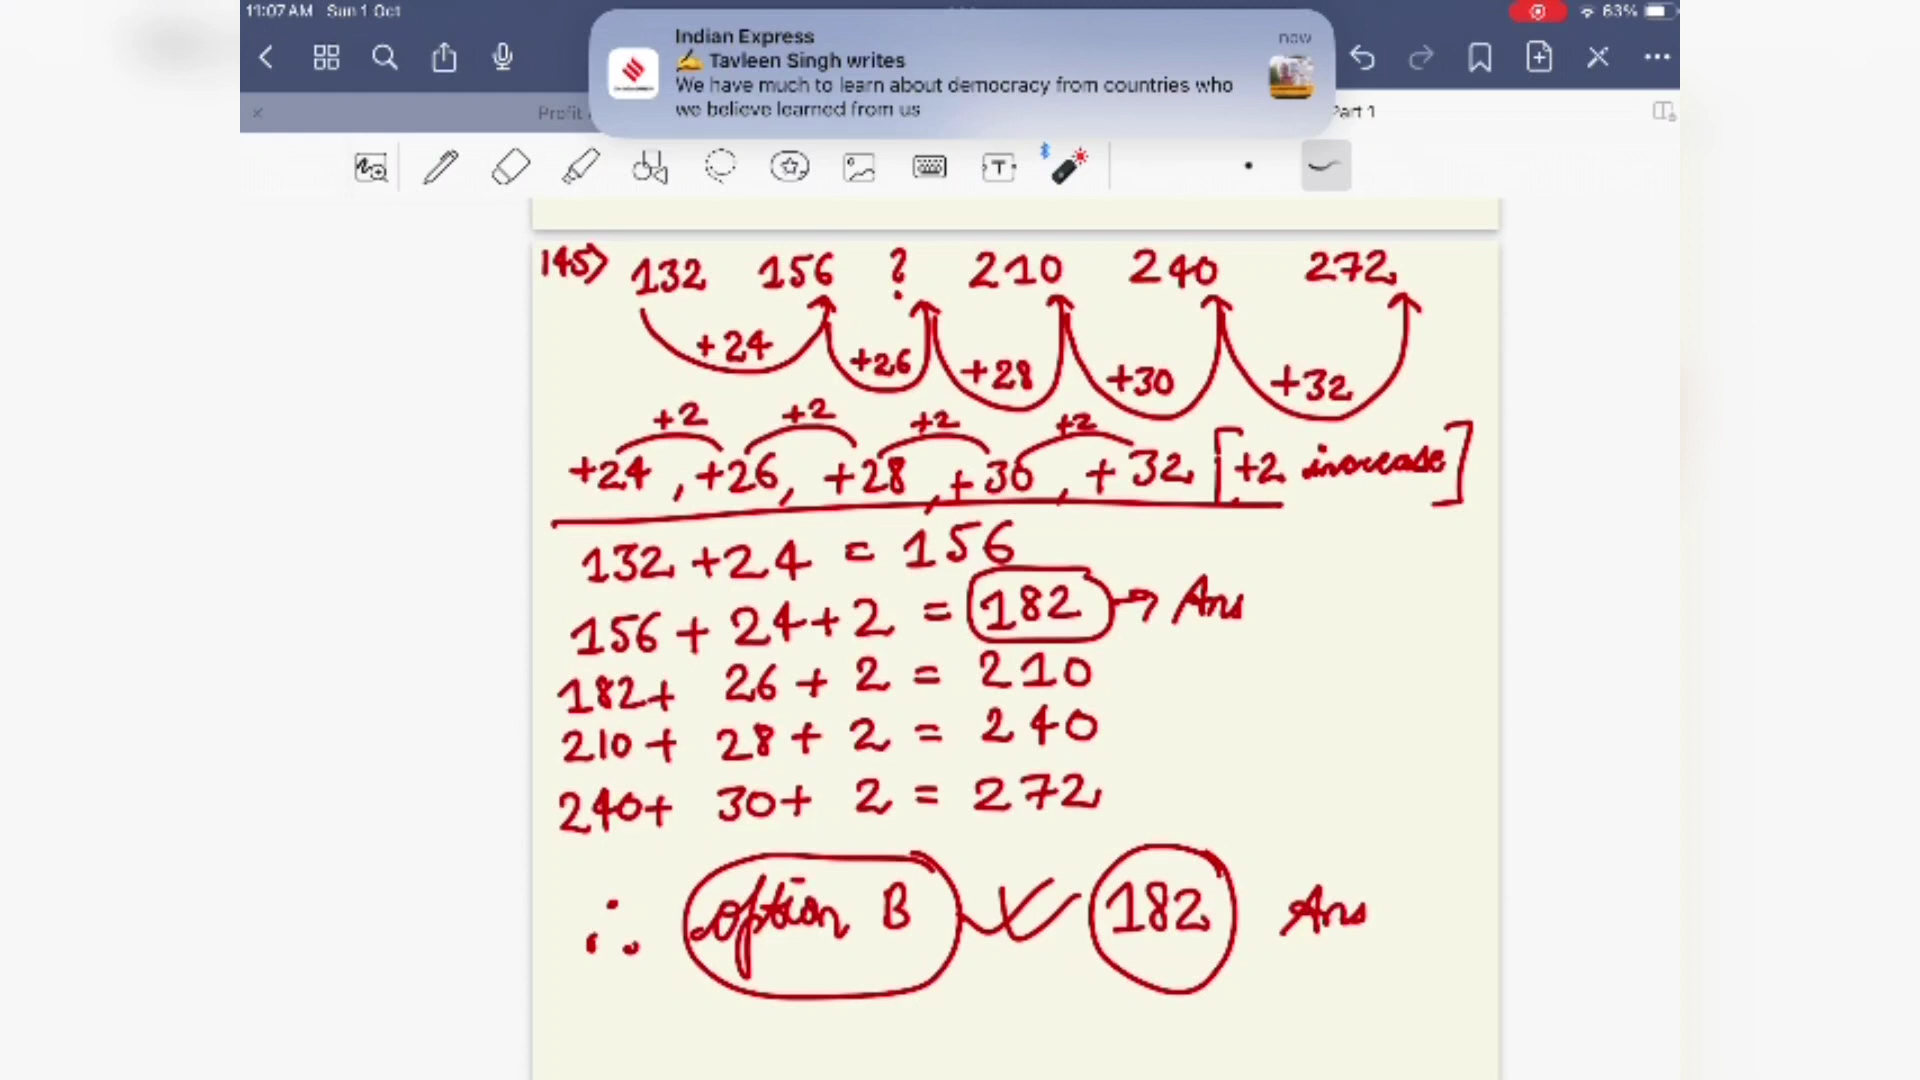 11:07AM Sun 1 Oct
63%
Indian Express
now
✍️ Tavleen Singh writes
We have much to learn about democracy from countries who
we believe learned from us
Profit
Part 1
T
145) 132 156 ? 210 240 272
+24 +26 +28 +30 +32
+2 +2 +2 +2
+24, +26, +28, +30, +32 [+2 increase]
132 + 24 = 156
156 + 24 + 2 = 182 → Ans
182 + 26 + 2 = 210
210 + 28 + 2 = 240
240 + 30 + 2 = 272
∴ option B ✓ 182 Ans